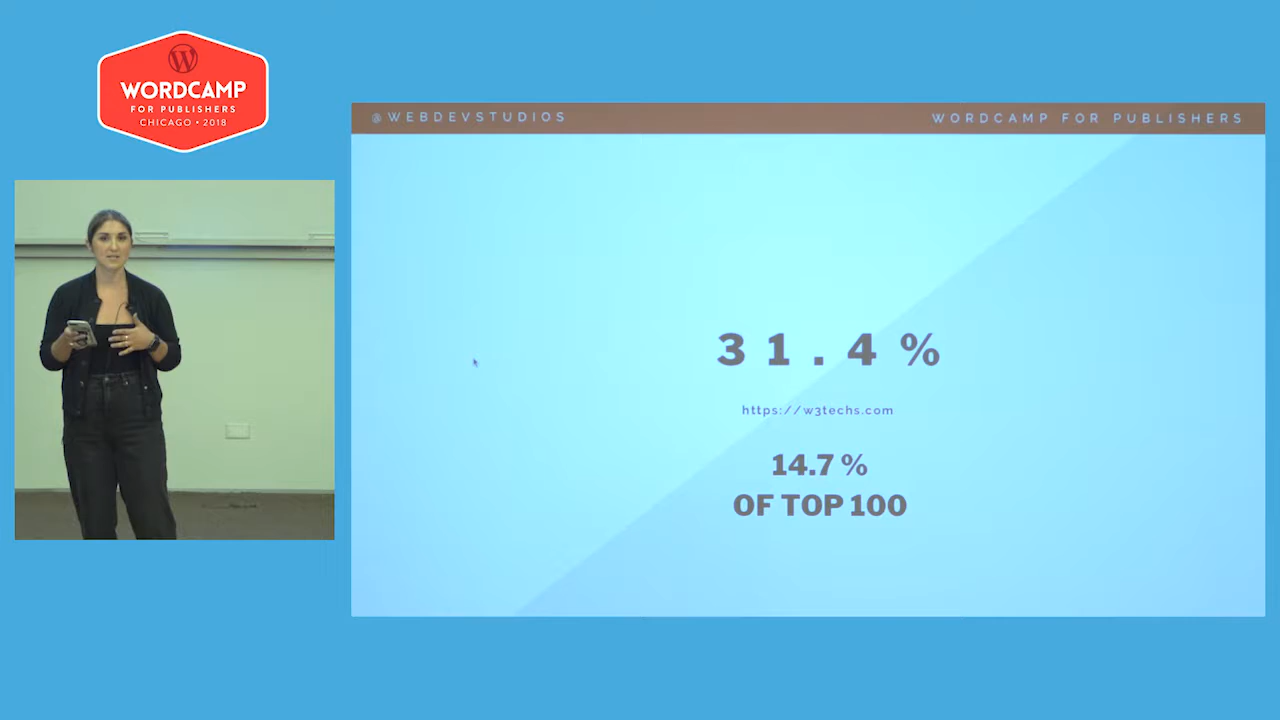 WORDCAMP
FOR PUBLISHERS
CHICAGO • 2018
@WEBDEVSTUDIOS
WORDCAMP FOR PUBLISHERS
31.4%
https://w3techs.com
14.7 %
OF TOP 100